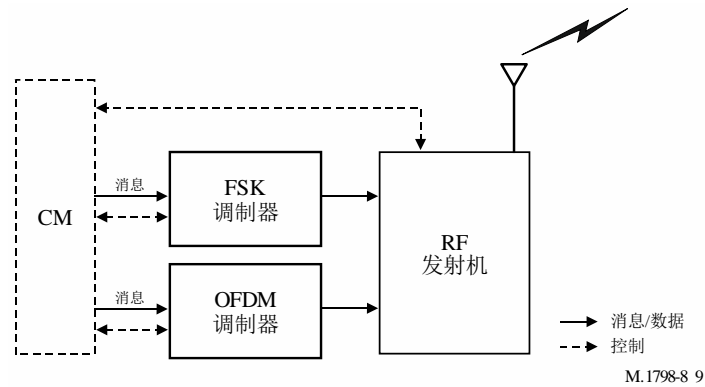 CM
消息
FSK
调制器
消息
OFDM
调制器
RF
发射机
消息/数据
控制
M.1798-8 9